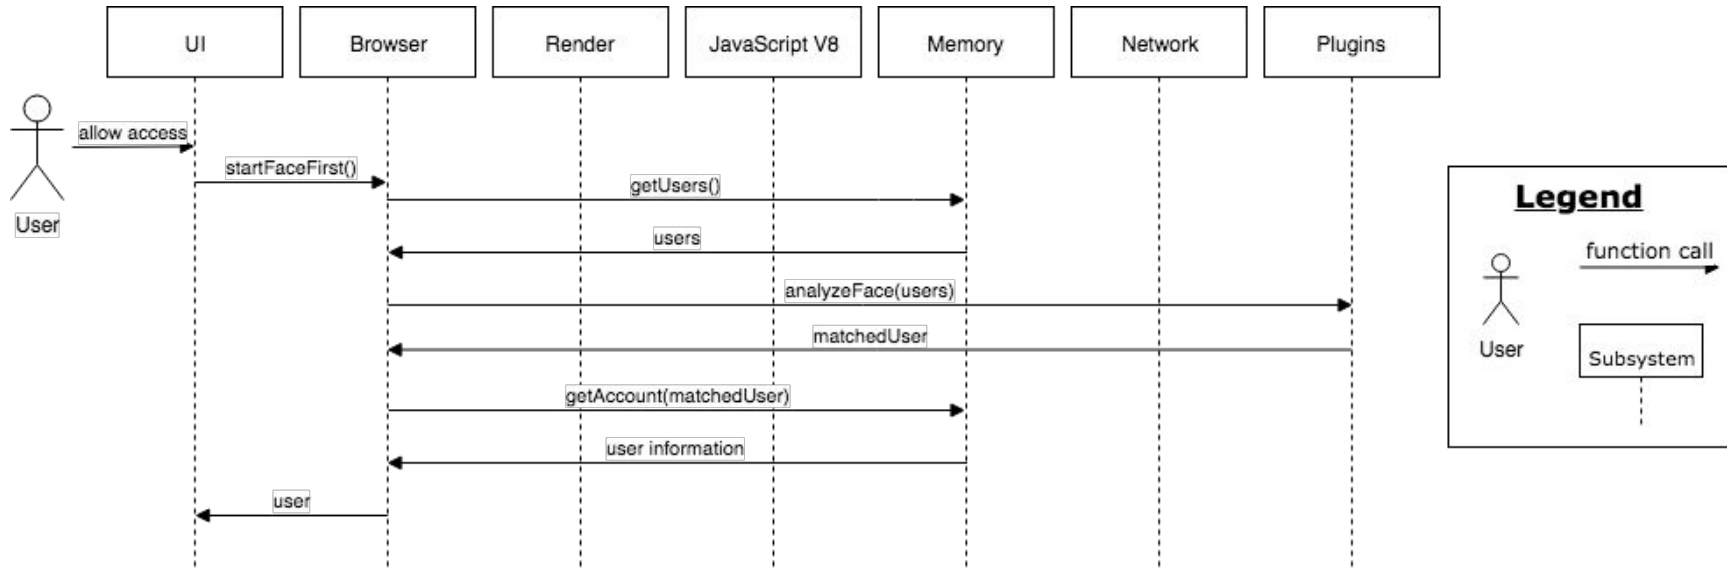 UI
Browser
Render
JavaScript V8
Memory
Network
Plugins
allow access
User
startFaceFirst()
getUsers()
users
analyzeFace(users)
matchedUser
getAccount(matchedUser)
user information
user
Legend
function call
User
Subsystem